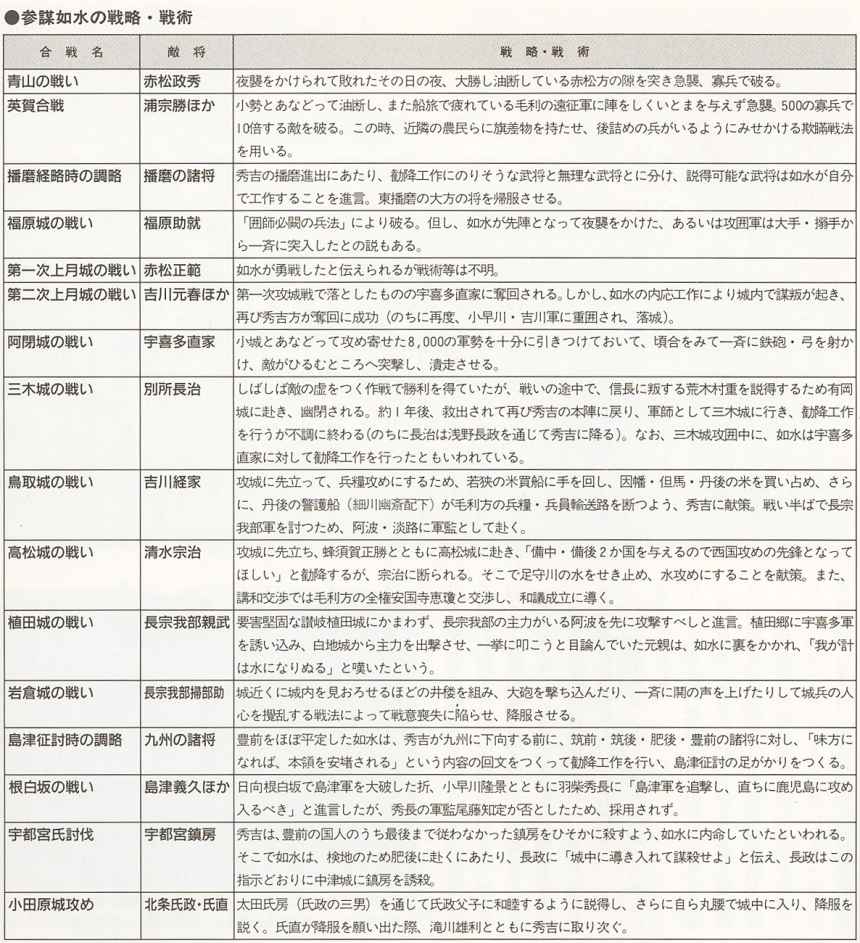 ●参謀如水の戦略・戦術
合戦名 敵将 戦略・戦術
青山の戦い 赤松政秀 夜襲をかけられて敗れたその日の夜、大勝し油断している赤松方の隙を突き急襲、寡兵で破る。
英賀合戦 浦宗勝ほか 小勢とあなどって油断し、また船旅で疲れている毛利の遠征軍に陣をしくいとまを与えず急襲。500の寡兵で
10倍する敵を破る。この時、近隣の農民らに旗差物を持たせ、後詰めの兵がいるようにみせかける欺瞞戦法
を用いる。
播磨経略時の調略 播磨の諸将 秀吉の播磨進出にあたり、勧降工作にのりそうな武将と無理な武将とに分け、説得可能な武将は如水が自分
で工作することを進言。東播磨の大方の将を帰服させる。
福原城の戦い 福原助就 「囲師必闕の兵法」により破る。但し、如水が先陣となって夜襲をかけた、あるいは攻囲軍は大手・搦手か
ら一斉に突入したとの説もある。
第一次上月城の戦い 赤松正範 如水が勇戦したと伝えられるが戦術等は不明。
第二次上月城の戦い 吉川元春ほか 第一次攻城戦で落としたものの宇喜多直家に奪回される。しかし、如水の内応工作により城内で謀叛が起き、
再び秀吉方が奪回に成功（のちに再度、小早川・吉川軍に重囲され、落城）。
阿閉城の戦い 宇喜多直家 小城とあなどって攻め寄せた8,000の軍勢を十分に引きつけておいて、頃合をみて一斉に鉄砲・弓を射か
け、敵がひるむところへ突撃し、潰走させる。
三木城の戦い 別所長治 しばしば敵の虚をつく作戦で勝利を得ていたが、戦いの途中で、信長に叛する荒木村重を説得するため有岡
城に赴き、幽閉される。約1年後、救出されて再び秀吉の本陣に戻り、軍師として三木城に行き、勧降工作
を行うが不調に終わる（のちに長治は浅野長政を通じて秀吉に降る）。なお、三木城攻囲中に、如水は宇喜多
直家に対して勧降工作を行ったともいわれている。
鳥取城の戦い 吉川経家 攻城に先立って、兵糧攻めにするため、若狭の米買船に手を回し、因幡・但馬・丹後の米を買い占め、さら
に、丹後の警護船（細川幽斎配下）が毛利方の兵糧・兵員輸送路を断つよう、秀吉に献策。戦い半ばで長宗
我部軍を討つため、阿波・淡路に軍監として赴く。
高松城の戦い 清水宗治 攻城に先立ち、蜂須賀正勝とともに高松城に赴き、「備中・備後2か国を与えるので西国攻めの先鋒となって
ほしい」と勧降するが、宗治に断られる。そこで足守川の水をせき止め、水攻めにすることを献策。また、
講和交渉では毛利方の全権安国寺恵瓊と交渉し、和議成立に導く。
植田城の戦い 長宗我部親武 要害堅固な讃岐植田城にかまわず、長宗我部の主力がいる阿波を先に攻撃すべしと進言。植田郷に宇喜多軍
を誘い込み、白地城から主力を出撃させ、一挙に叩こうと目論んでいた元親は、如水に裏をかかれ、「我が計
は水になりぬる」と嘆いたという。
岩倉城の戦い 長宗我部掃部助 城近くに城内を見おろせるほどの井楼を組み、大砲を撃ち込んだり、一斉に鬨の声を上げたりして城兵の人
心を攪乱する戦法によって戦意喪失に陥らせ、降服させる。
島津征討時の調略 九州の諸将 豊前をほぼ平定した如水は、秀吉が九州に下向する前に、筑前・筑後・肥後・豊前の諸将に対し、「味方に
なれば、本領を安堵される」という内容の回文をつくって勧降工作を行い、島津征討の足がかりをつくる。
根白坂の戦い 島津義久ほか 日向根白坂で島津軍を大破した折、小早川隆景とともに羽柴秀長に「島津軍を追撃し、直ちに鹿児島に攻め
入るべき」と進言したが、秀長の軍監尾藤知定が否としたため、採用されず。
宇都宮氏討伐 宇都宮鎮房 秀吉は、豊前の国人のうち最後まで従わなかった鎮房をひそかに殺すよう、如水に内命していたといわれる。
そこで如水は、検地のため肥後に赴くにあたり、長政に「城中に導き入れて謀殺せよ」と伝え、長政はこの
指示どおりに中津城に鎮房を誘殺。
小田原城攻め 北条氏政・氏直 太田氏房（氏政の三男）を通じて氏政父子に和睦するように説得し、さらに自ら丸腰で城中に入り、降服を
説く。氏直が降服を願い出た際、滝川雄利とともに秀吉に取り次ぐ。